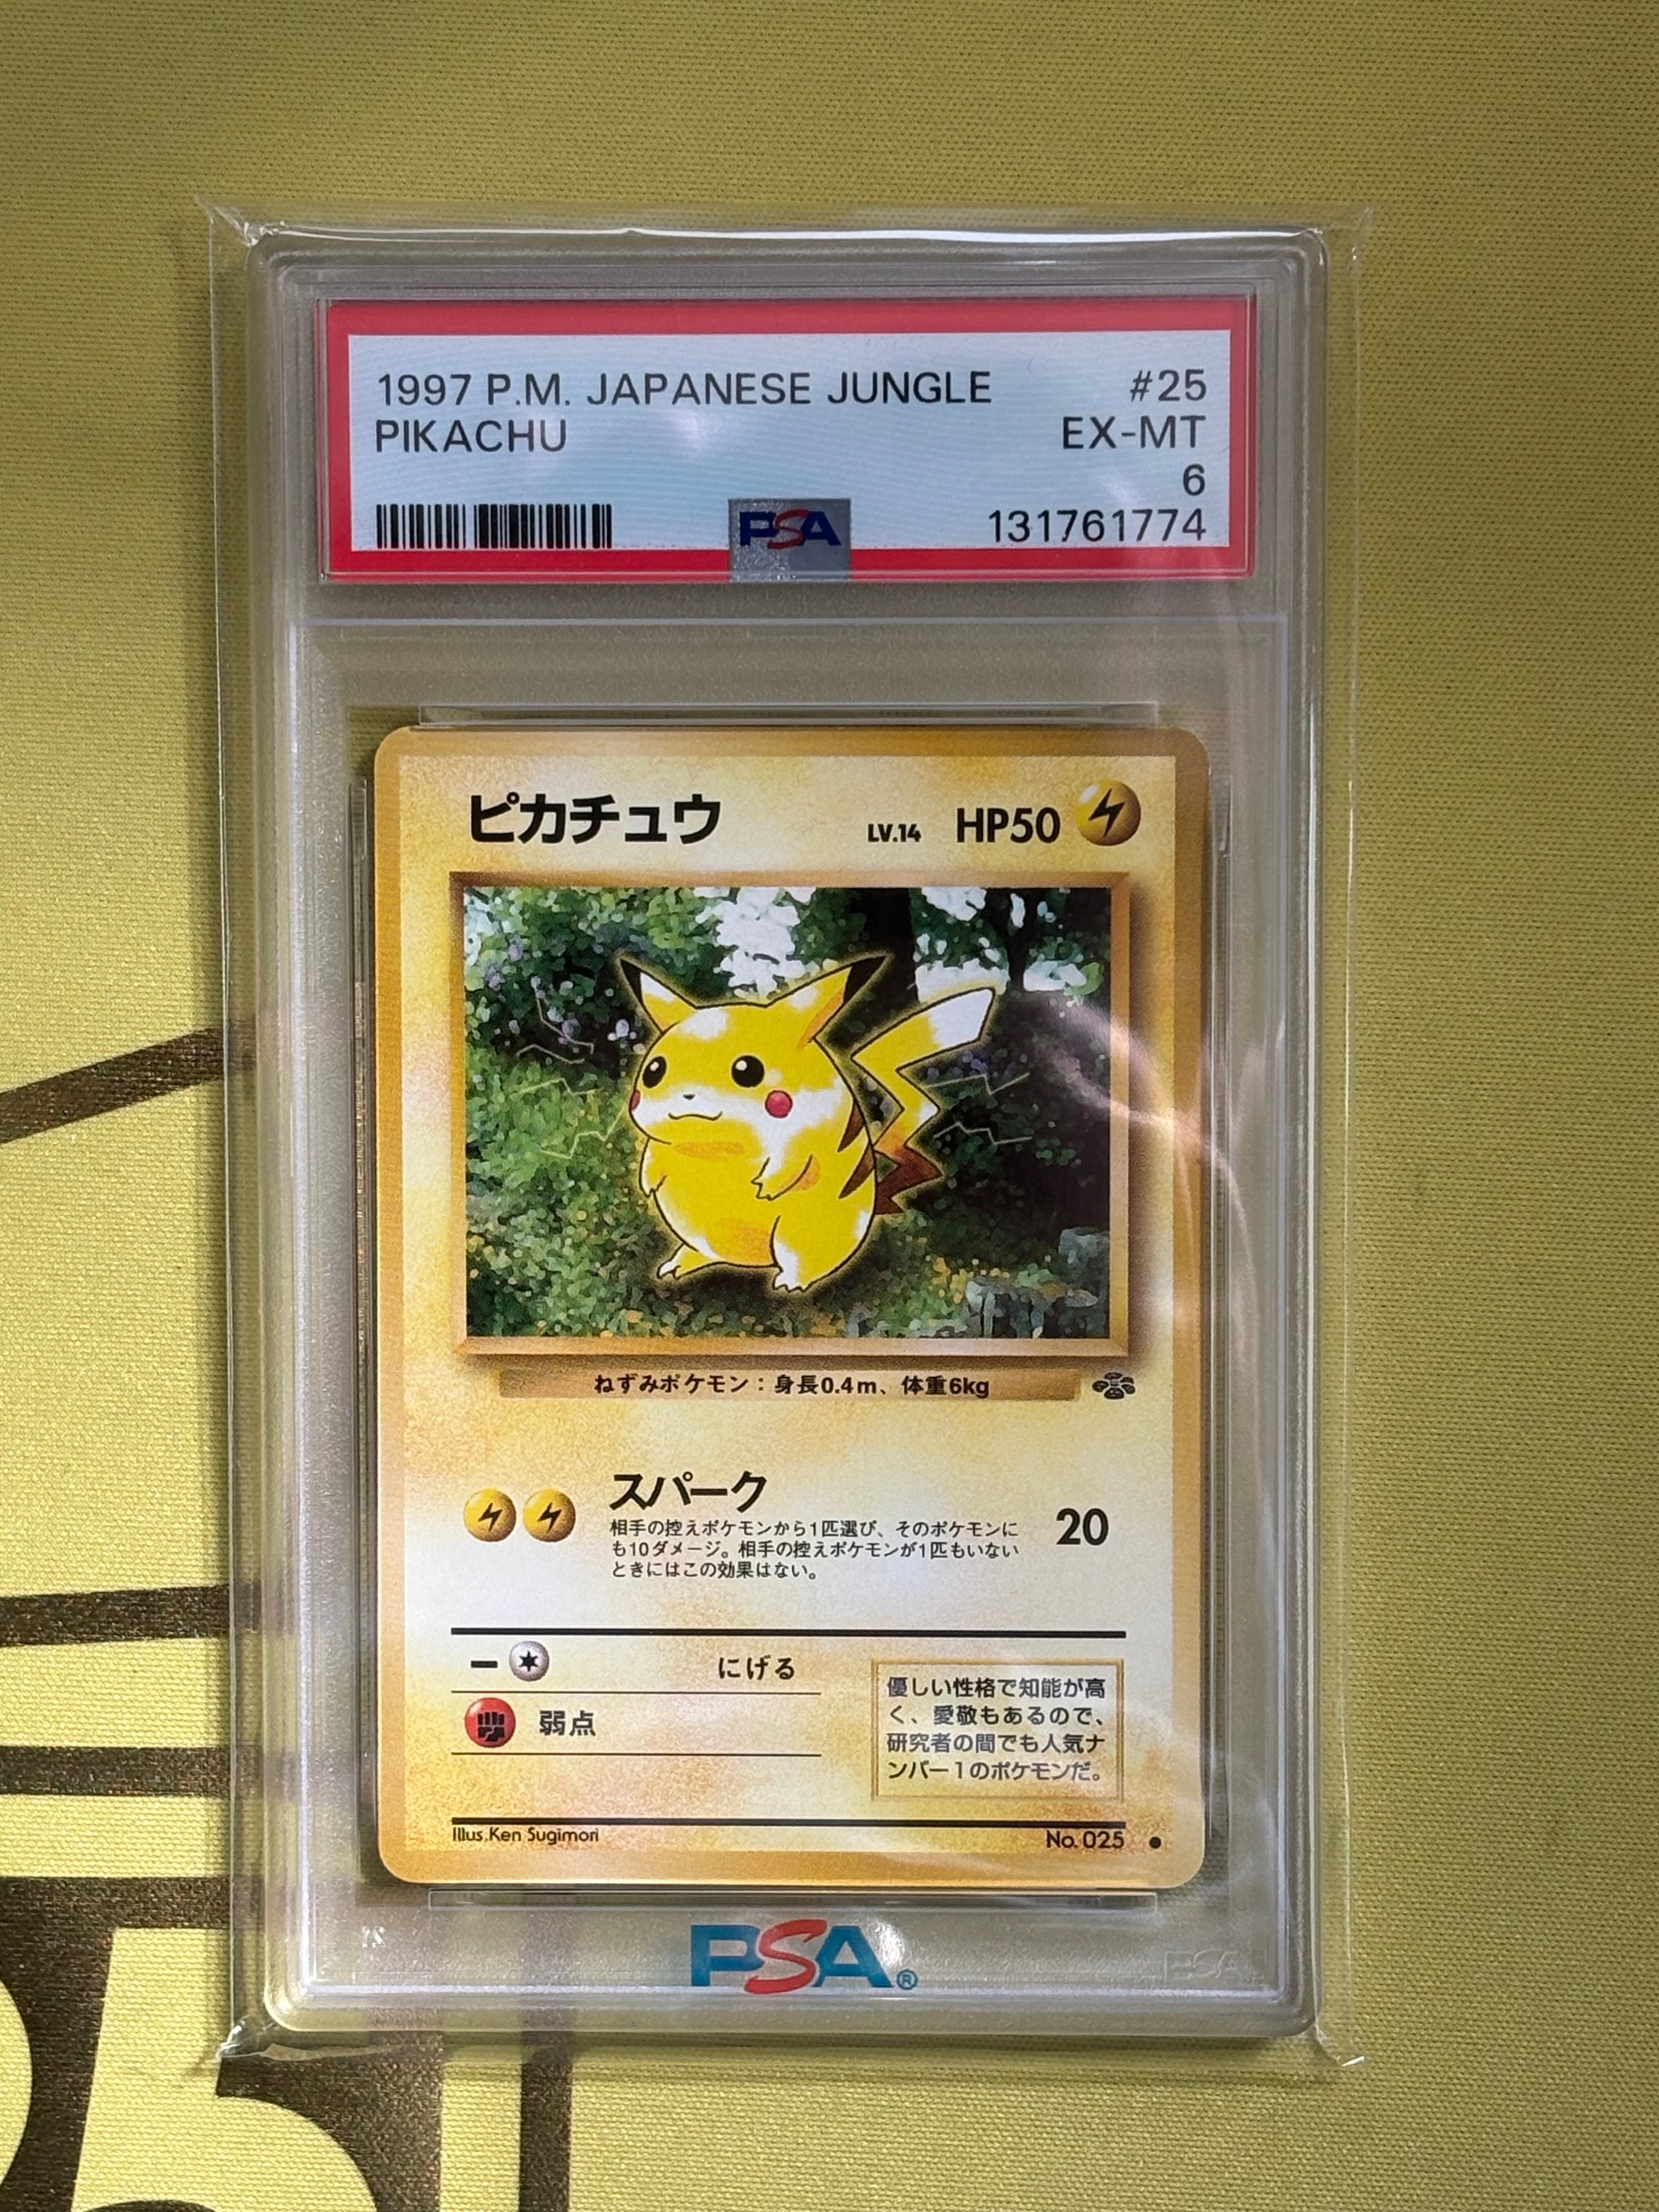 1997 P.M. JAPANESE JUNGLE #25
PIKACHU EX-MT
6
PSA 131761774
ピカチュウ LV.14 HP50
ねずみポケモン：身長0.4m、体重6kg
スパーク
相手の控えポケモンから1匹選び、そのポケモンに
も10ダメージ。相手の控えポケモンが1匹もいない
ときにはこの効果はない。
20
にげる
弱点
優しい性格で知能が高
く、愛敬もあるので、
研究者の間でも人気ナ
ンバー1のポケモンだ。
Illus.Ken Sugimori No. 025
PSA®
PSA